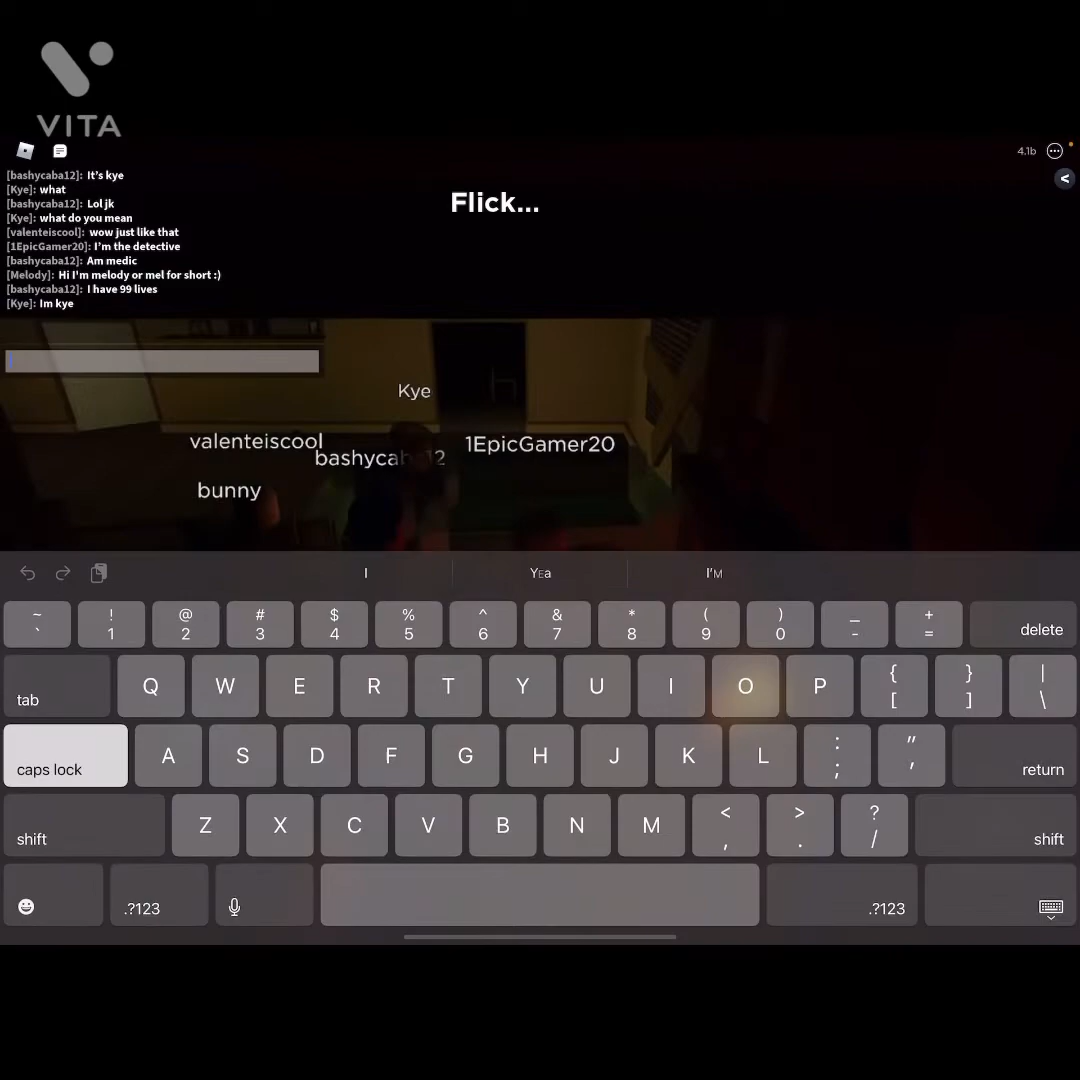 VITA
4.1b
[bashycaba12]: It's kye
[Kye]: what
[bashycaba12]: Lol jk
[Kye]: what do you mean
[valenteiscool]: wow just like that
[1EpicGamer20]: I'm the detective
[bashycaba12]: Am medic
[Melody]: Hi I'm melody or mel for short :)
[bashycaba12]: I have 99 lives
[Kye]: Im kye
Flick...
Kye
valenteiscool
1EpicGamer20
bashycaba12
bunny
I Yea I'm
~ ! @ # $ % ^ & * ( ) _ +
` 1 2 3 4 5 6 7 8 9 0 - = delete
tab Q W E R T Y U I O P { [ } ] | \
caps lock A S D F G H J K L : ; " ' return
shift Z X C V B N M < , > . ? / shift
.?123 .?123